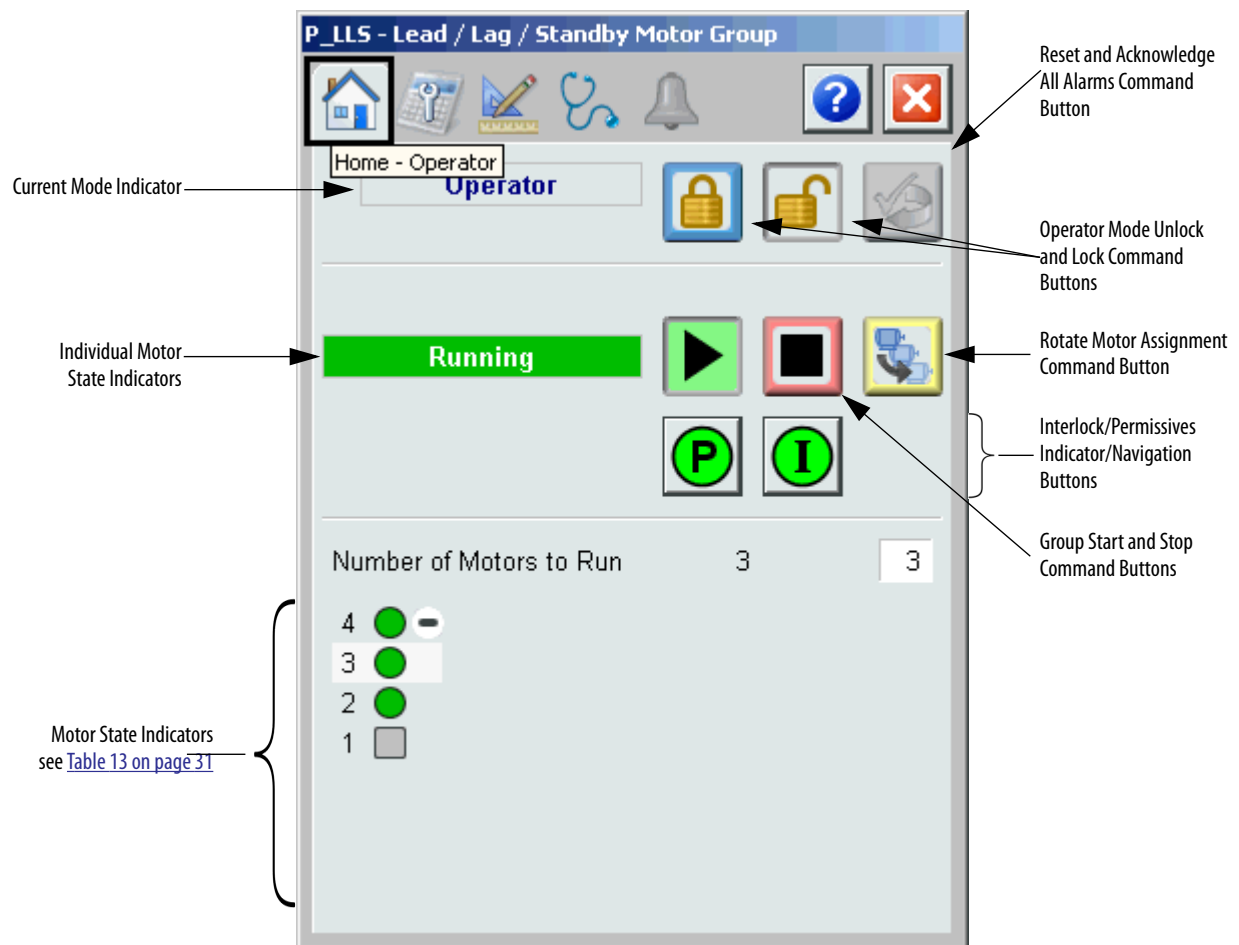 P_LLS - Lead / Lag / Standby Motor Group
Reset and Acknowledge
All Alarms Command
Button
Home - Operator
Current Mode Indicator
Operator
Operator Mode Unlock
and Lock Command
Buttons
Individual Motor
State Indicators
Running
Rotate Motor Assignment
Command Button
P
I
Interlock/Permissives
Indicator/Navigation
Buttons
Group Start and Stop
Command Buttons
Number of Motors to Run 3 3
4
3
2
1
Motor State Indicators
see Table 13 on page 31